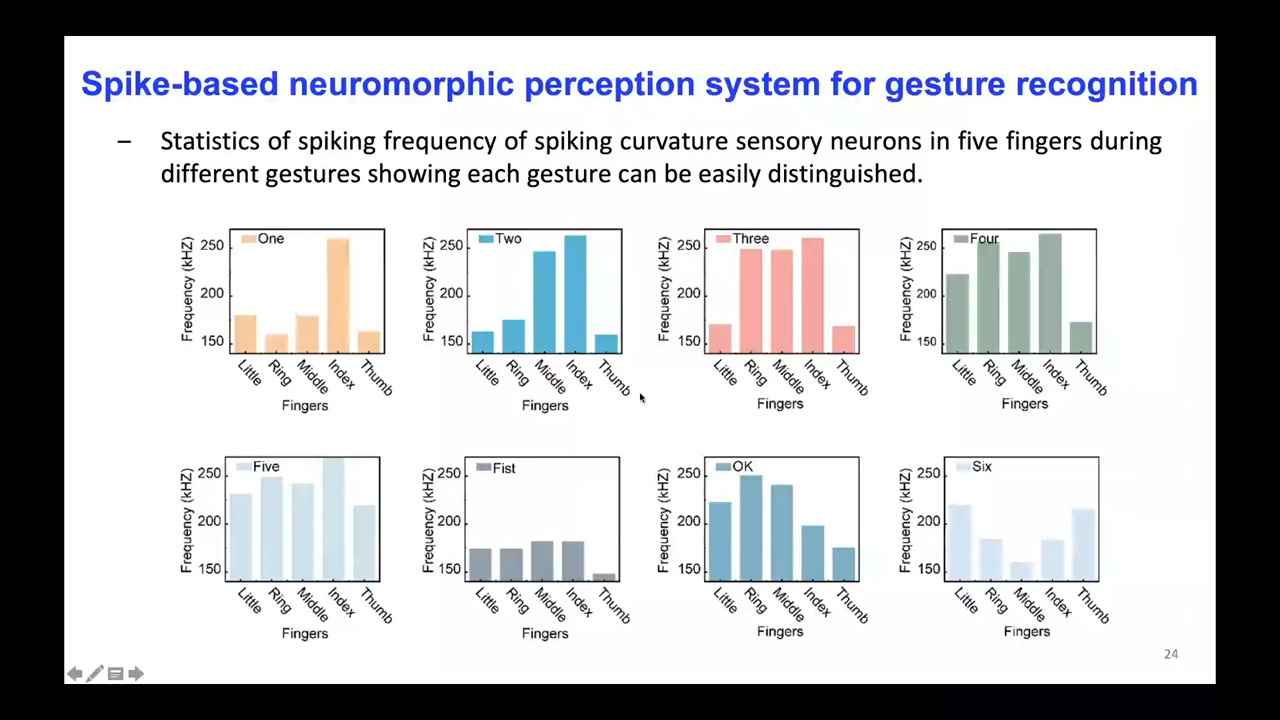 Spike-based neuromorphic perception system for gesture recognition
– Statistics of spiking frequency of spiking curvature sensory neurons in five fingers during
different gestures showing each gesture can be easily distinguished.
One
Frequency (kHZ)
250
200
150
Little Ring Middle Index Thumb
Fingers
Two
Frequency (kHZ)
250
200
150
Little Ring Middle Index Thumb
Fingers
Three
Frequency (kHZ)
250
200
150
Little Ring Middle Index Thumb
Fingers
Four
Frequency (kHZ)
250
200
150
Little Ring Middle Index Thumb
Fingers
Five
Frequency (kHZ)
250
200
150
Little Ring Middle Index Thumb
Fingers
Fist
Frequency (kHZ)
250
200
150
Little Ring Middle Index Thumb
Fingers
OK
Frequency (kHZ)
250
200
150
Little Ring Middle Index Thumb
Fingers
Six
Frequency (kHZ)
250
200
150
Little Ring Middle Index Thumb
Fingers
24